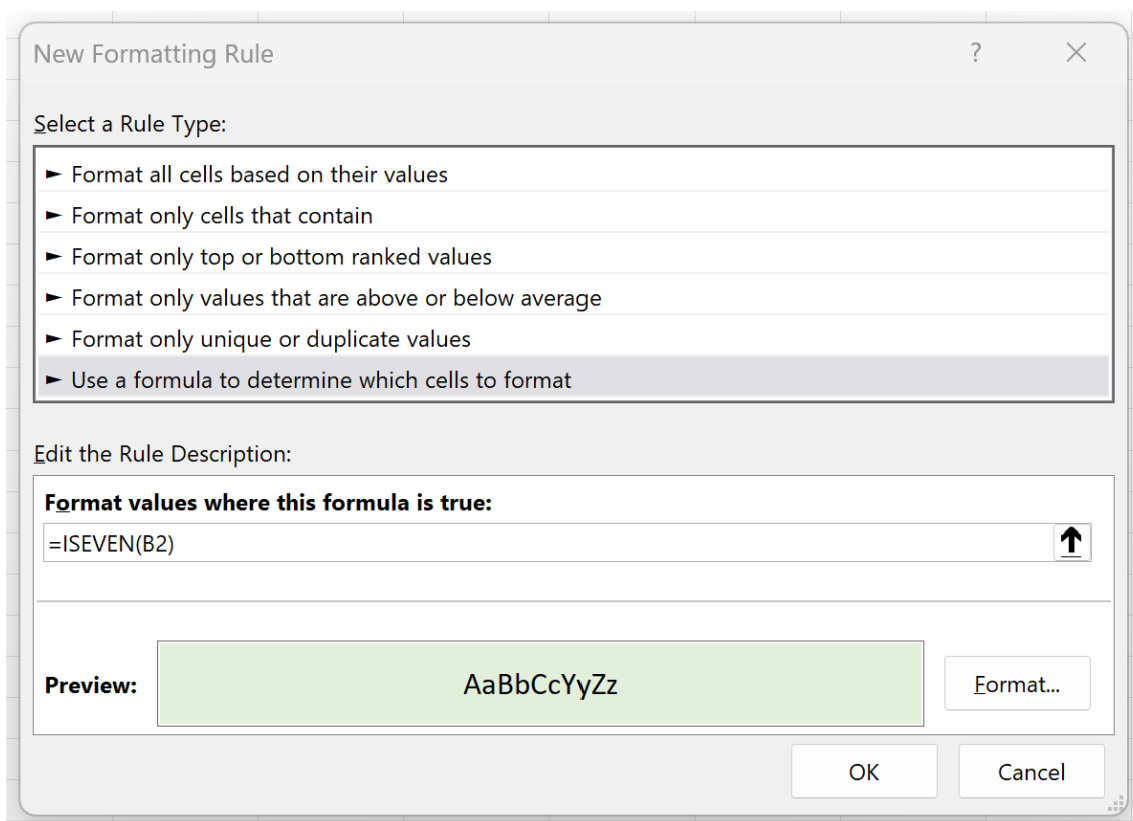 New Formatting Rule ?
Select a Rule Type:
► Format all cells based on their values
► Format only cells that contain
► Format only top or bottom ranked values
► Format only values that are above or below average
► Format only unique or duplicate values
► Use a formula to determine which cells to format
Edit the Rule Description:
Format values where this formula is true:
=ISEVEN(B2)
Preview: AaBbCcYyZz Format...
OK Cancel